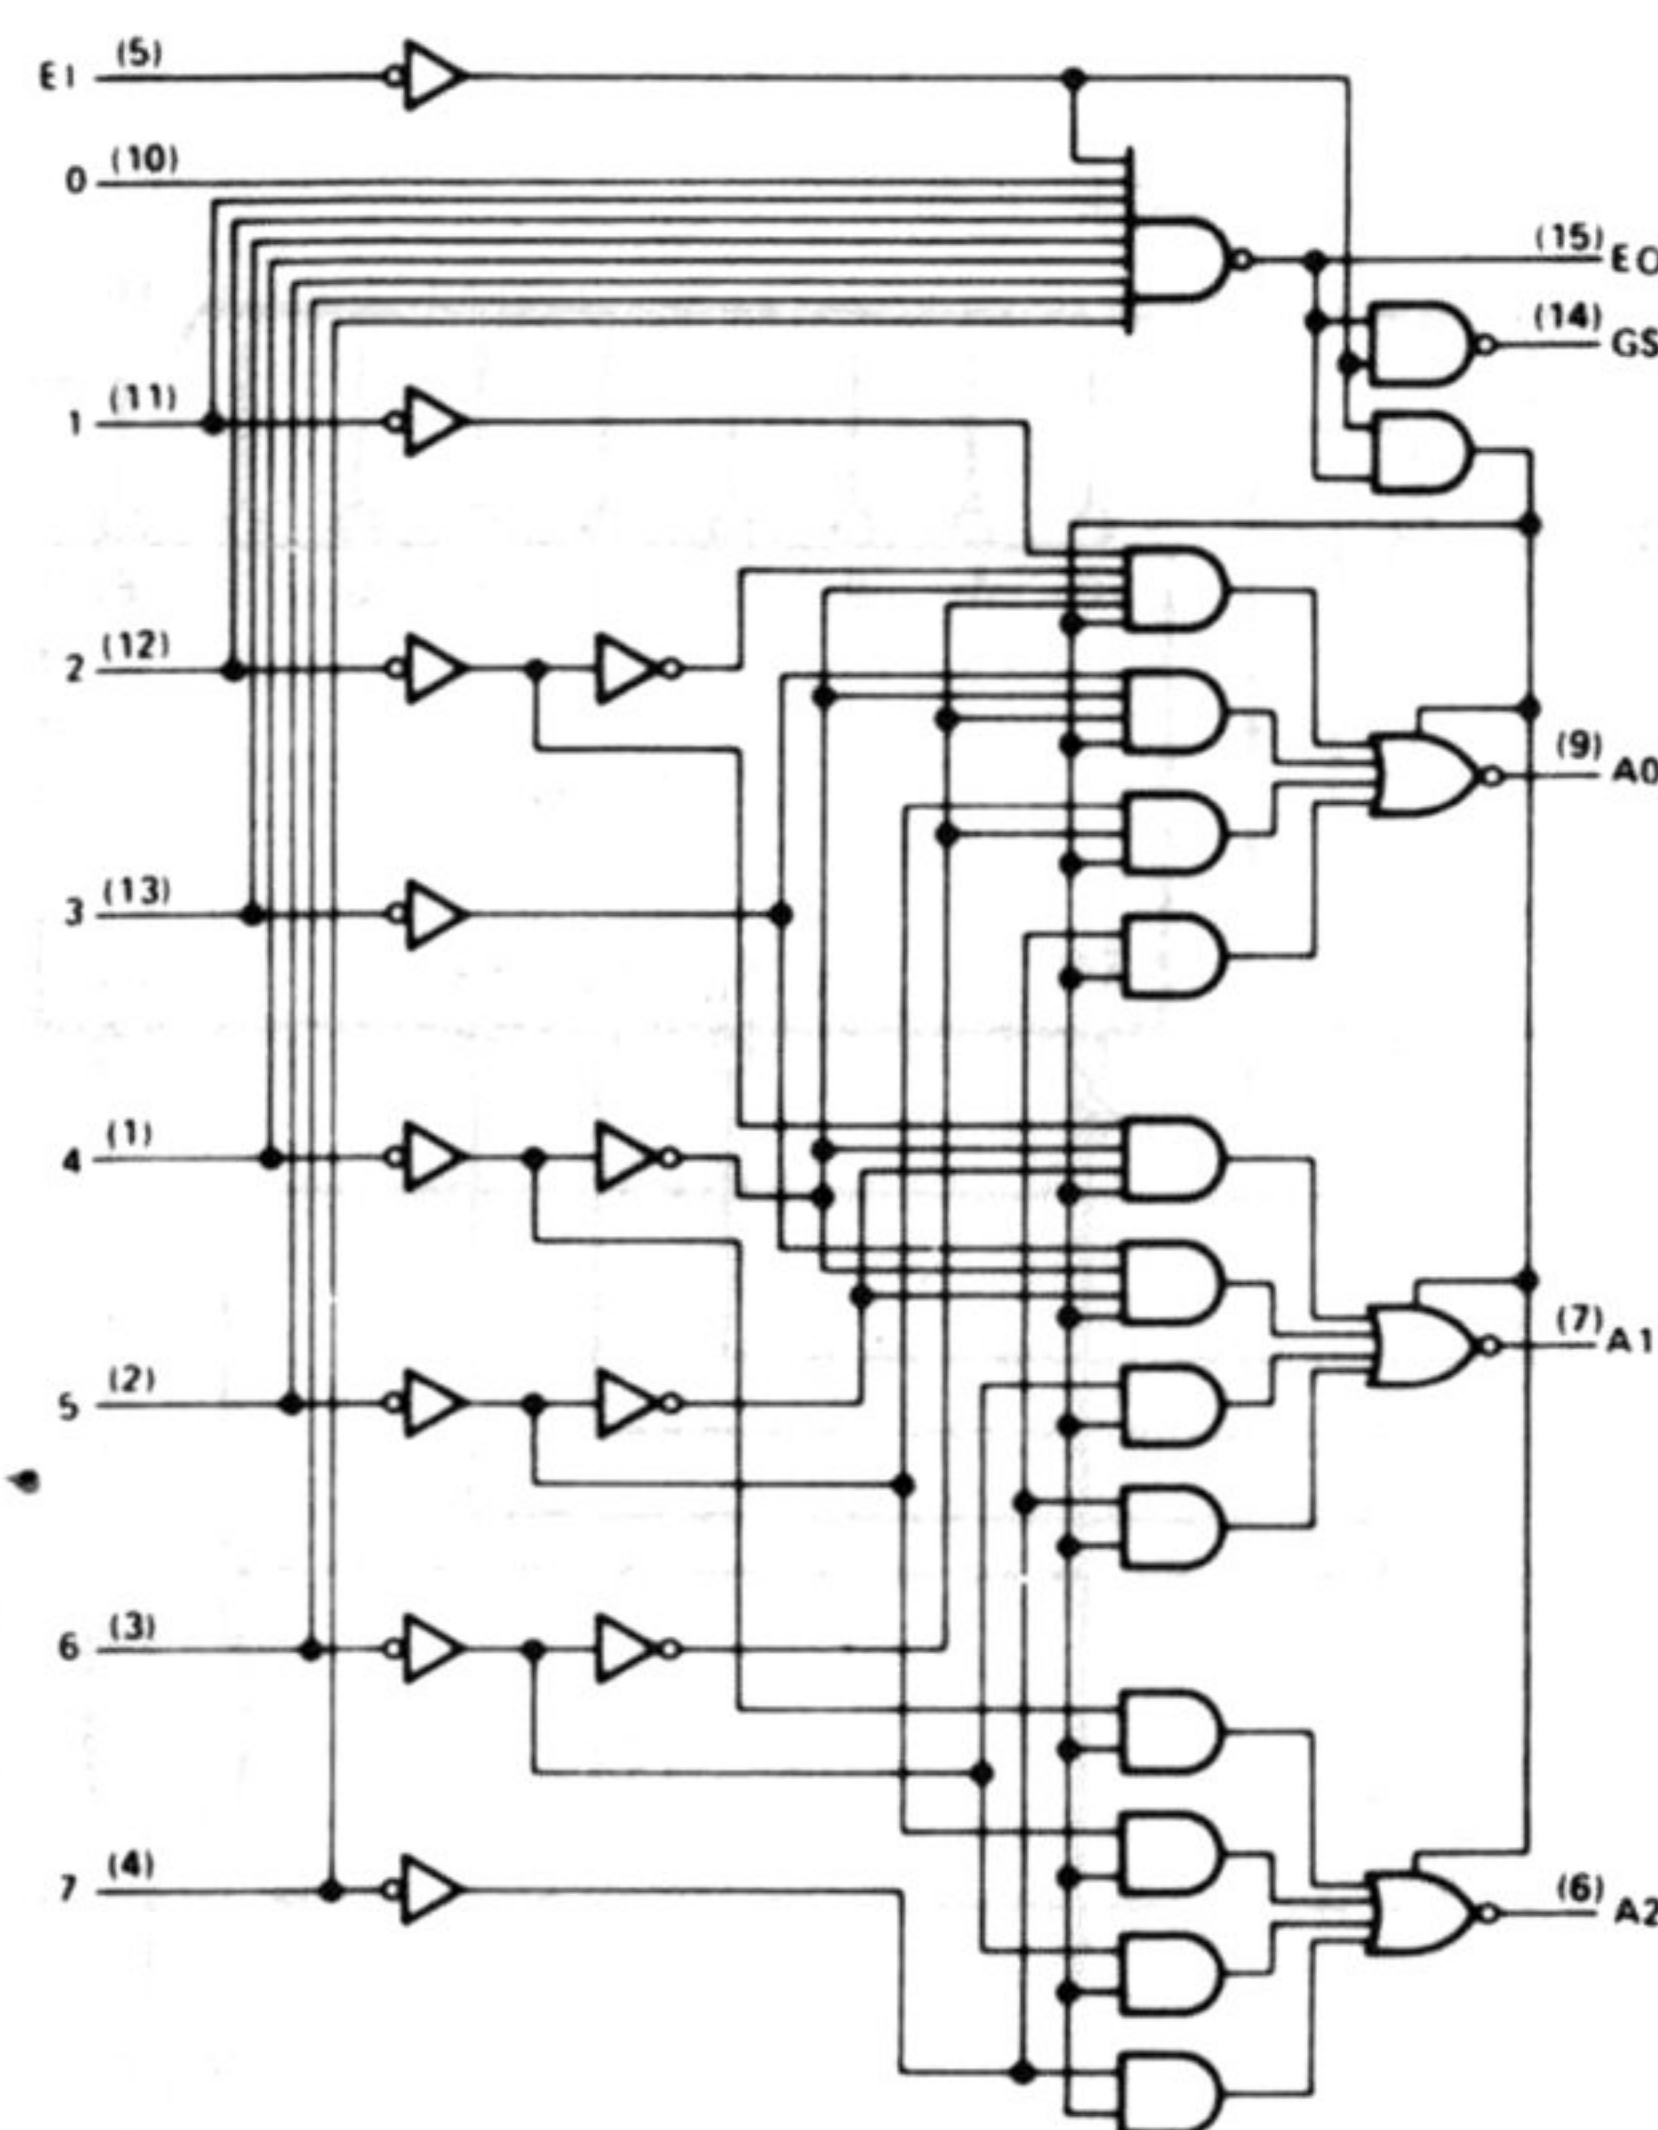 EI (5)
0 (10)
(15) EO
(14) GS
1 (11)
2 (12)
(9) A0
3 (13)
4 (1)
(7) A1
5 (2)
6 (3)
7 (4)
(6) A2